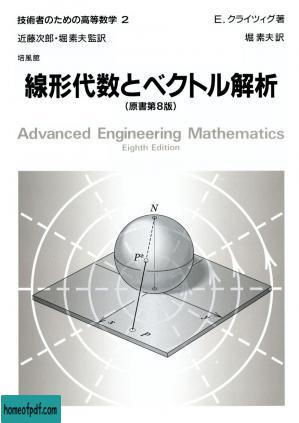 技術者のための高等数学 2
E. クライツィグ著
近藤次郎・堀素夫監訳
堀 素夫訳
培風館
線形代数とベクトル解析
(原書第8版)
Advanced Engineering Mathematics
Eighth Edition
N
P*
x
p
y
homeofpdf.com